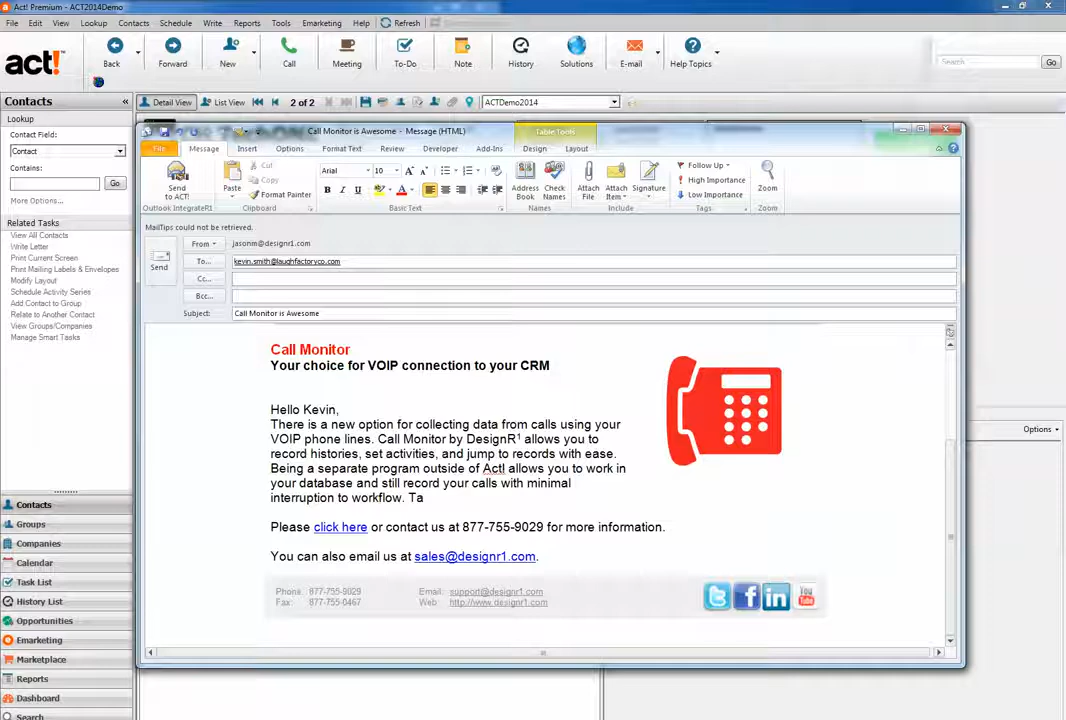 Act! Premium - ACT2014Demo
File Edit View Lookup Contacts Schedule Write Reports Tools Emarketing Help Refresh
act!
Back Forward New Call Meeting To-Do Note History Solutions E-mail Help Topics
Search Go
Contacts «
Detail View List View 2 of 2 ACTDemo2014
Lookup
Contact Field:
Contact
Contains:
Go
More Options...
Related Tasks
View All Contacts
Write Letter
Print Current Screen
Print Mailing Labels & Envelopes
Modify Layout
Schedule Activity Series
Add Contact to Group
Relate to Another Contact
View Groups/Companies
Manage Smart Tasks
Contacts
Groups
Companies
Calendar
Task List
History List
Opportunities
Emarketing
Marketplace
Reports
Dashboard
Search
Options
Call Monitor is Awesome - Message (HTML)
Table Tools
File Message Insert Options Format Text Review Developer Add-Ins Design Layout
Send to ACT!
Outlook IntegrateR1
Paste
Cut
Copy
Format Painter
Clipboard
Arial 10
B I U
Basic Text
Address Book
Check Names
Names
Attach File
Attach Item
Signature
Include
Follow Up
High Importance
Low Importance
Tags
Zoom
Zoom
MailTips could not be retrieved.
Send
From jasonm@designr1.com
To... kevin.smith@laughfactoryco.com
Cc...
Bcc...
Subject: Call Monitor is Awesome
Call Monitor
Your choice for VOIP connection to your CRM
Hello Kevin,
There is a new option for collecting data from calls using your
VOIP phone lines. Call Monitor by DesignR¹ allows you to
record histories, set activities, and jump to records with ease.
Being a separate program outside of Act! allows you to work in
your database and still record your calls with minimal
interruption to workflow. Ta
Please click here or contact us at 877-755-9029 for more information.
You can also email us at sales@designr1.com.
Phone: 877-755-9029 Email: support@designr1.com
Fax: 877-755-0467 Web: http://www.designr1.com
You Tube